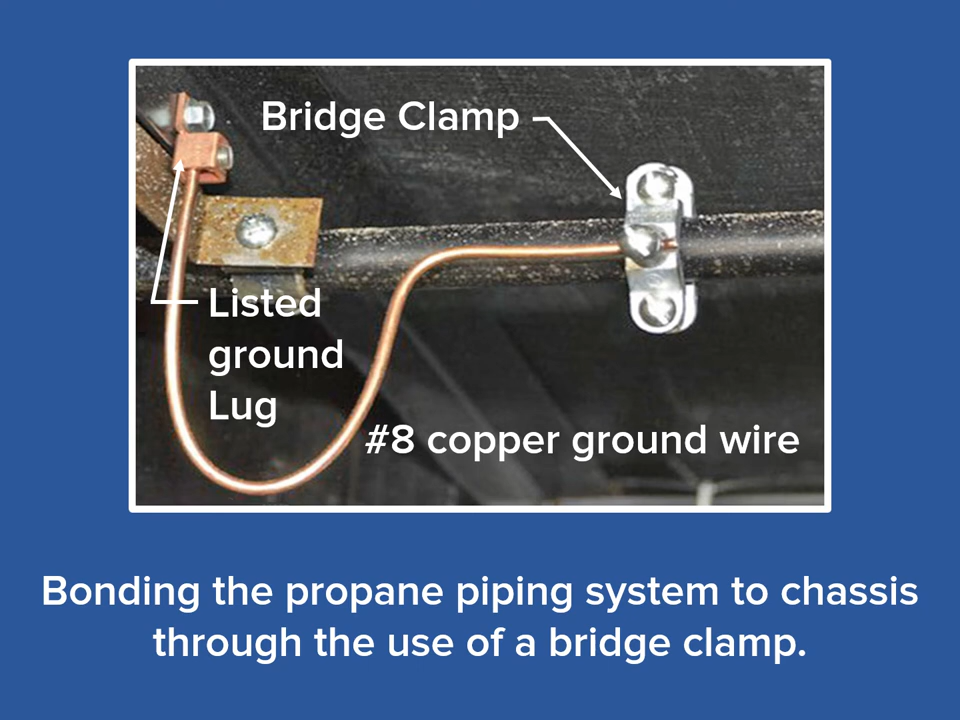 Bridge Clamp
Listed
ground
Lug
#8 copper ground wire
Bonding the propane piping system to chassis
through the use of a bridge clamp.